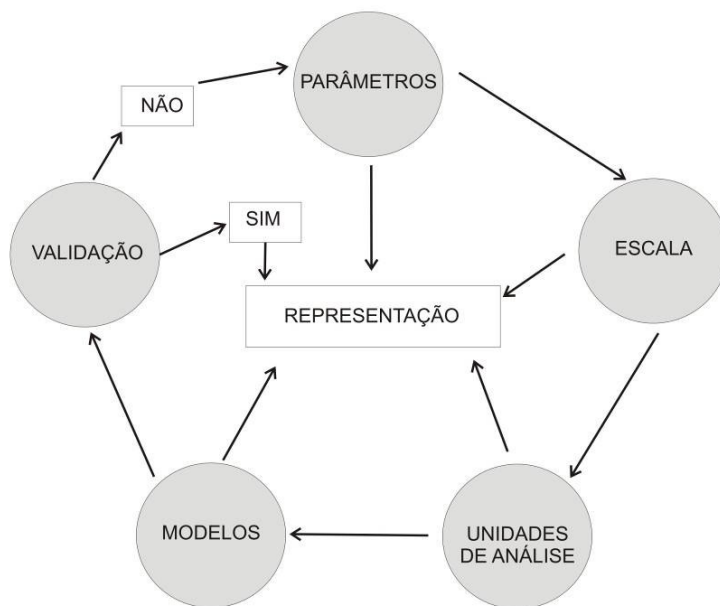 PARÂMETROS
NÃO
SIM
VALIDAÇÃO
ESCALA
REPRESENTAÇÃO
MODELOS
UNIDADES
DE ANÁLISE